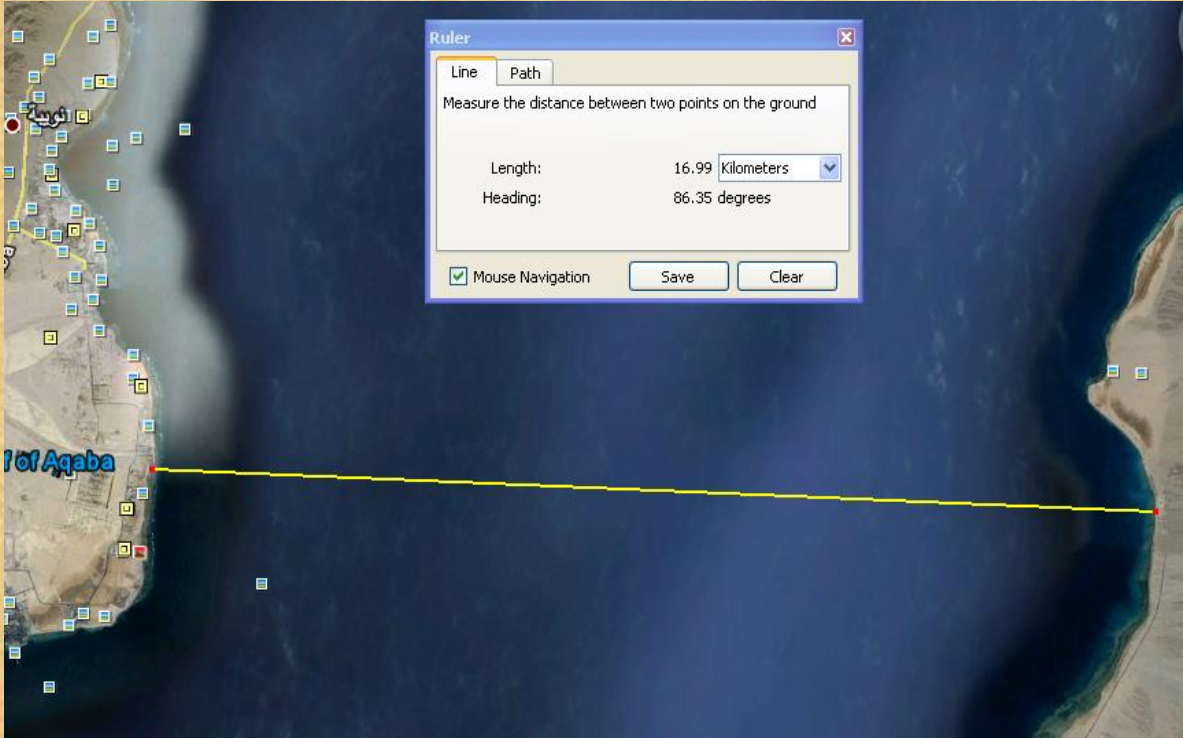 Ruler
Line Path
Measure the distance between two points on the ground
Length: 16.99 Kilometers
Heading: 86.35 degrees
Mouse Navigation Save Clear
نويبة
f of Aqaba